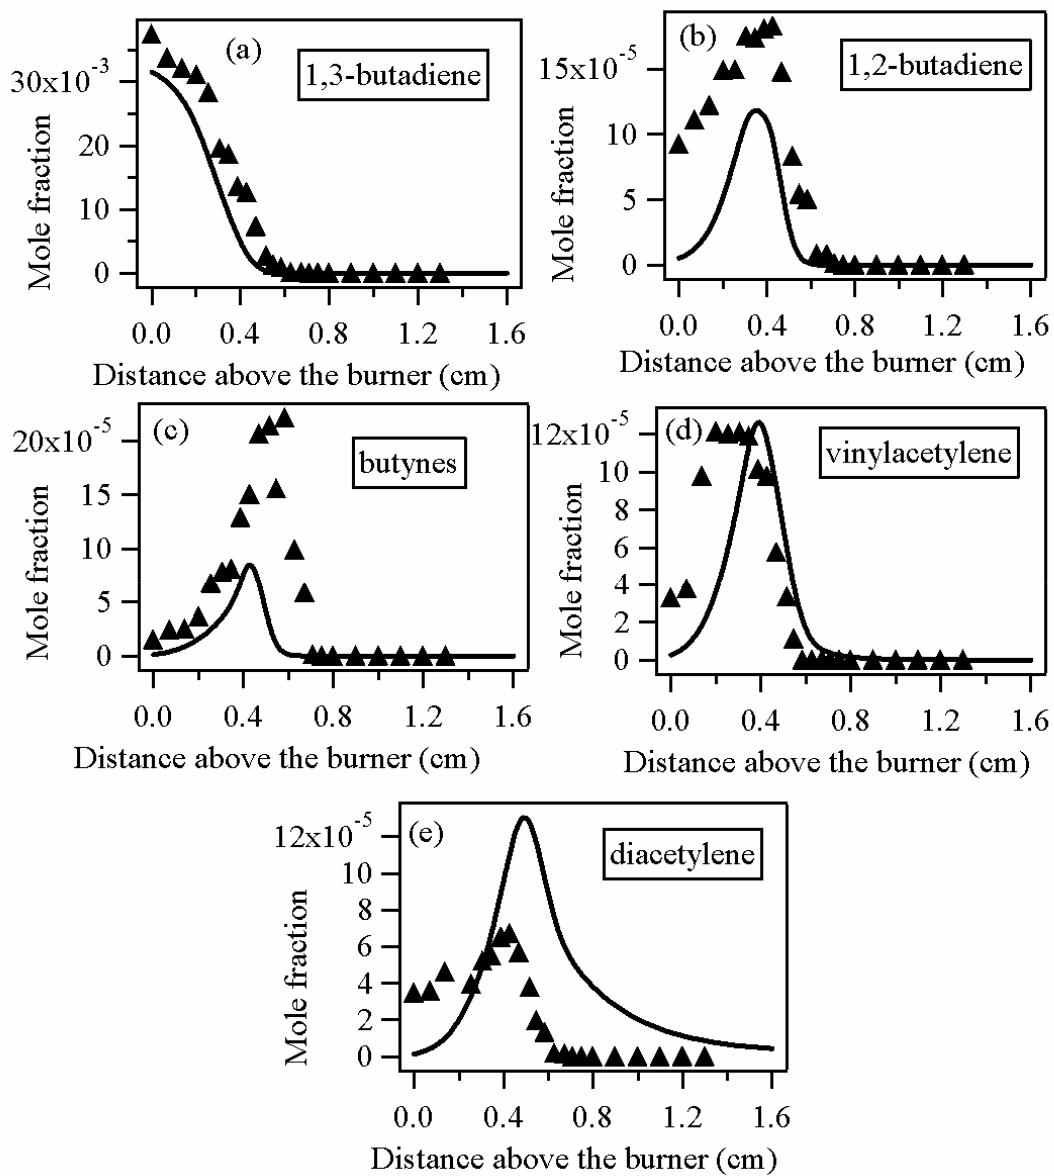 (a)
1,3-butadiene
30x10-3
20
10
0
Mole fraction
0.0 0.4 0.8 1.2 1.6
Distance above the burner (cm)
(b)
1,2-butadiene
15x10-5
10
5
0
Mole fraction
0.0 0.4 0.8 1.2 1.6
Distance above the burner (cm)
(c)
butynes
20x10-5
15
10
5
0
Mole fraction
0.0 0.4 0.8 1.2 1.6
Distance above the burner (cm)
(d)
vinylacetylene
12x10-5
10
8
6
4
2
0
Mole fraction
0.0 0.4 0.8 1.2 1.6
Distance above the burner (cm)
(e)
diacetylene
12x10-5
10
8
6
4
2
0
Mole fraction
0.0 0.4 0.8 1.2 1.6
Distance above the burner (cm)